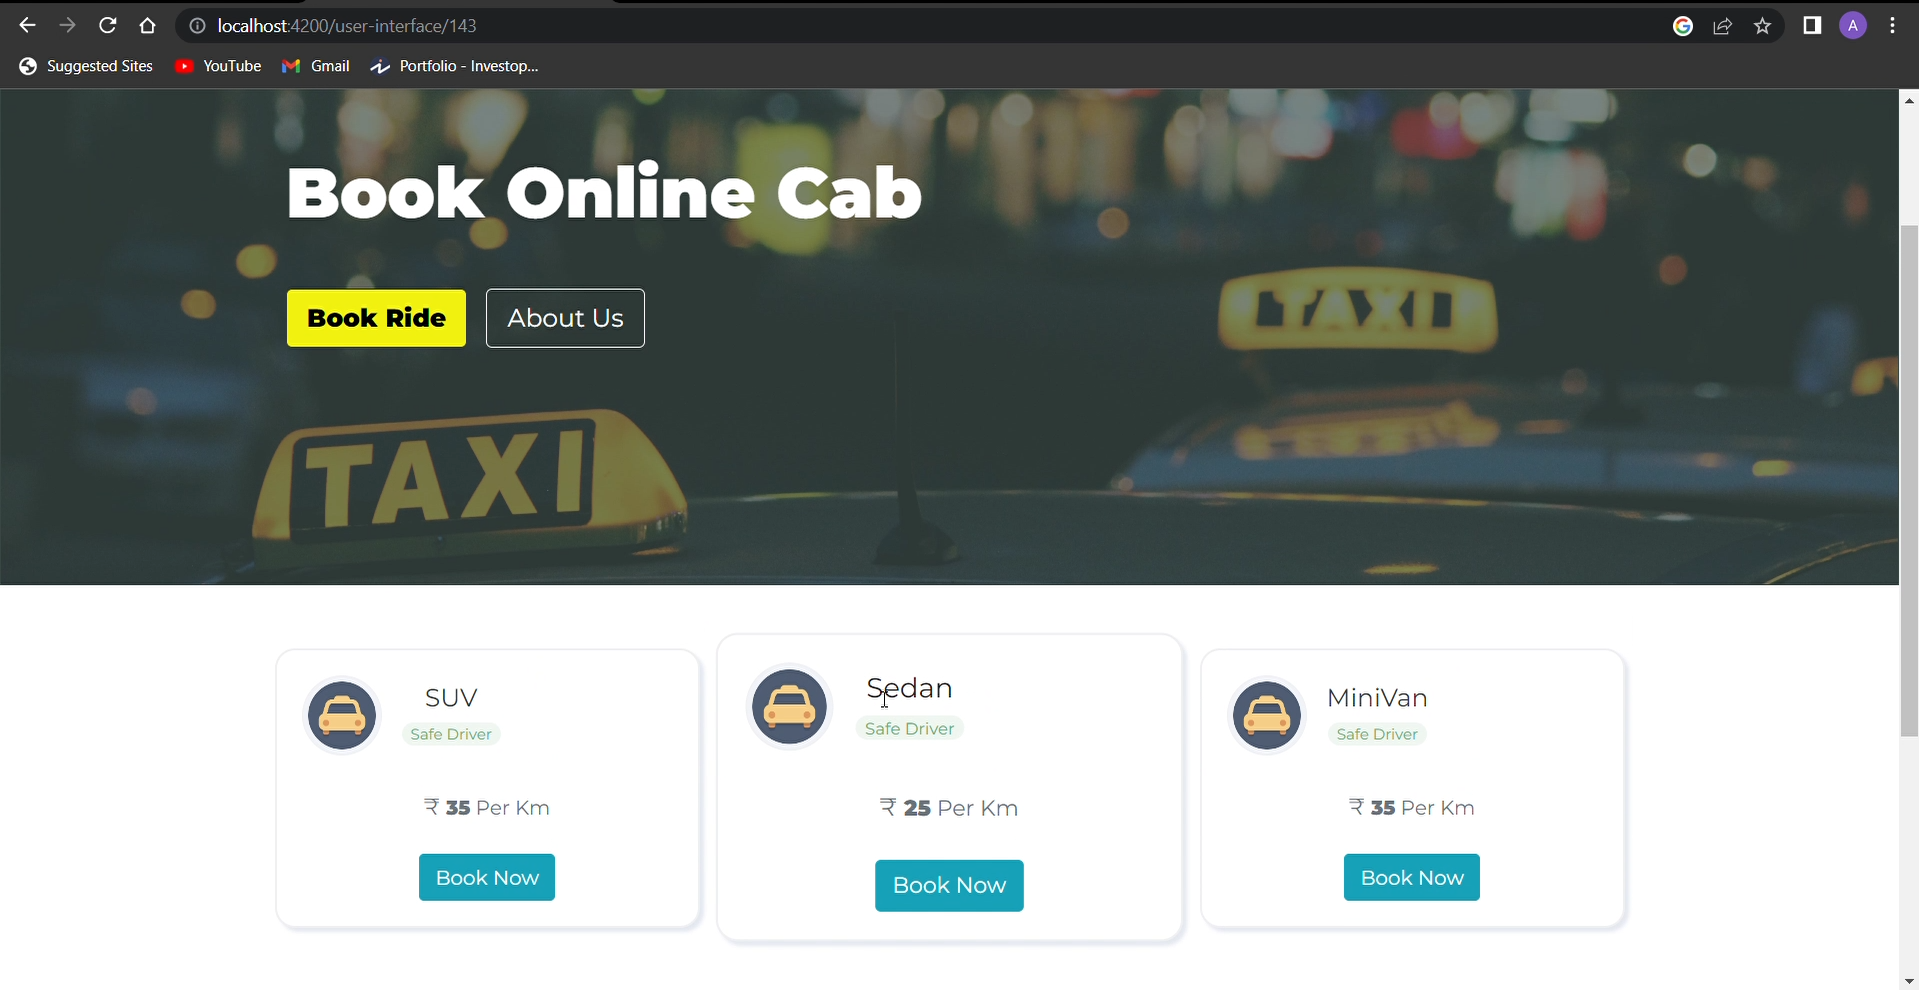 localhost:4200/user-interface/143
A
Suggested Sites YouTube Gmail Portfolio - Investop...
Book Online Cab
Book Ride About Us
TAXI
TAXI
SUV
Safe Driver
₹ 35 Per Km
Book Now
Sedan
Safe Driver
₹ 25 Per Km
Book Now
MiniVan
Safe Driver
₹ 35 Per Km
Book Now